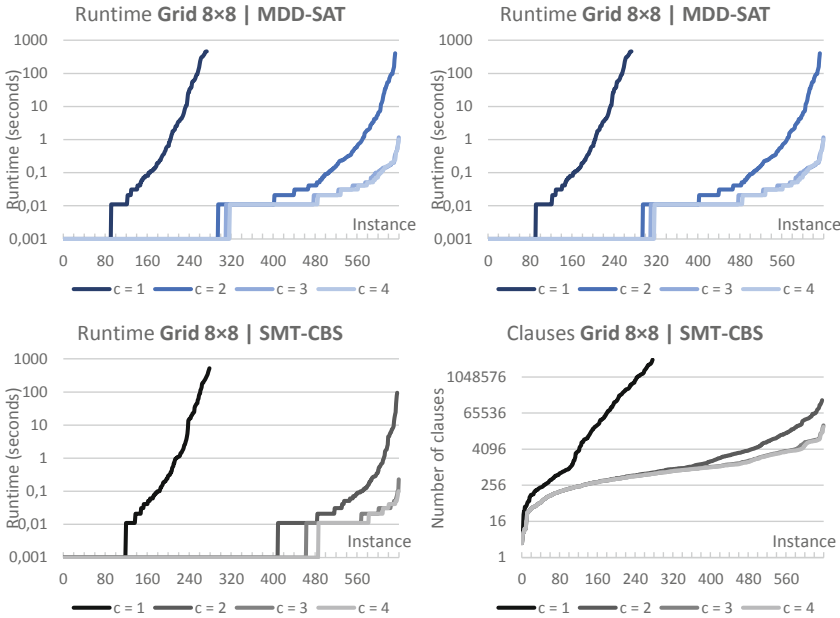 Runtime Grid 8×8 | MDD-SAT
Runtime (seconds)
1000
100
10
1
0,1
0,01
0,001
Instance
0 80 160 240 320 400 480 560
c = 1 c = 2 c = 3 c = 4
Runtime Grid 8×8 | MDD-SAT
Runtime (seconds)
1000
100
10
1
0,1
0,01
0,001
Instance
0 80 160 240 320 400 480 560
c = 1 c = 2 c = 3 c = 4
Runtime Grid 8×8 | SMT-CBS
Runtime (seconds)
1000
100
10
1
0,1
0,01
0,001
Instance
0 80 160 240 320 400 480 560
c = 1 c = 2 c = 3 c = 4
Clauses Grid 8×8 | SMT-CBS
Number of clauses
1048576
65536
4096
256
16
1
Instance
0 80 160 240 320 400 480 560
c = 1 c = 2 c = 3 c = 4